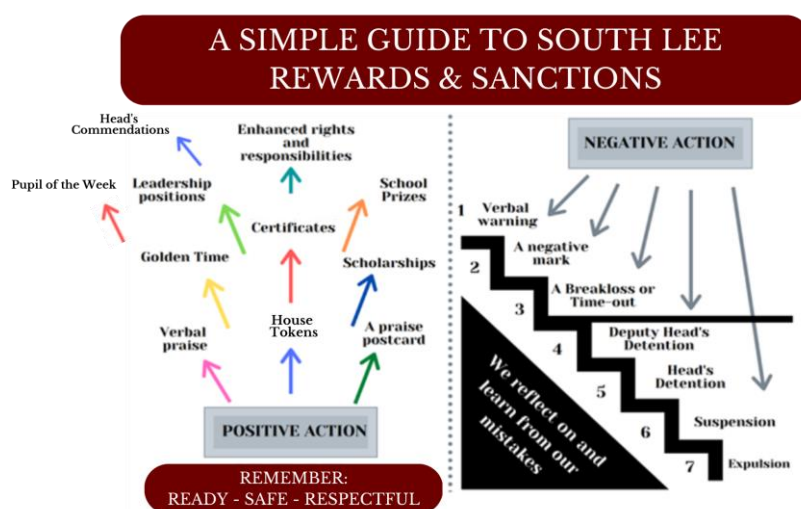 A SIMPLE GUIDE TO SOUTH LEE
REWARDS & SANCTIONS
Head's
Commendations
Enhanced rights
and
responsibilities
Pupil of the Week
Leadership
positions
School
Prizes
Certificates
Golden Time
Scholarships
Verbal
praise
House
Tokens
A praise
postcard
POSITIVE ACTION
REMEMBER:
READY - SAFE - RESPECTFUL
NEGATIVE ACTION
1
Verbal
warning
2
A negative
mark
3
A Breakloss or
Time-out
4
Deputy Head's
Detention
5
Head's
Detention
6
Suspension
7
Expulsion
We reflect on and
learn from our
mistakes